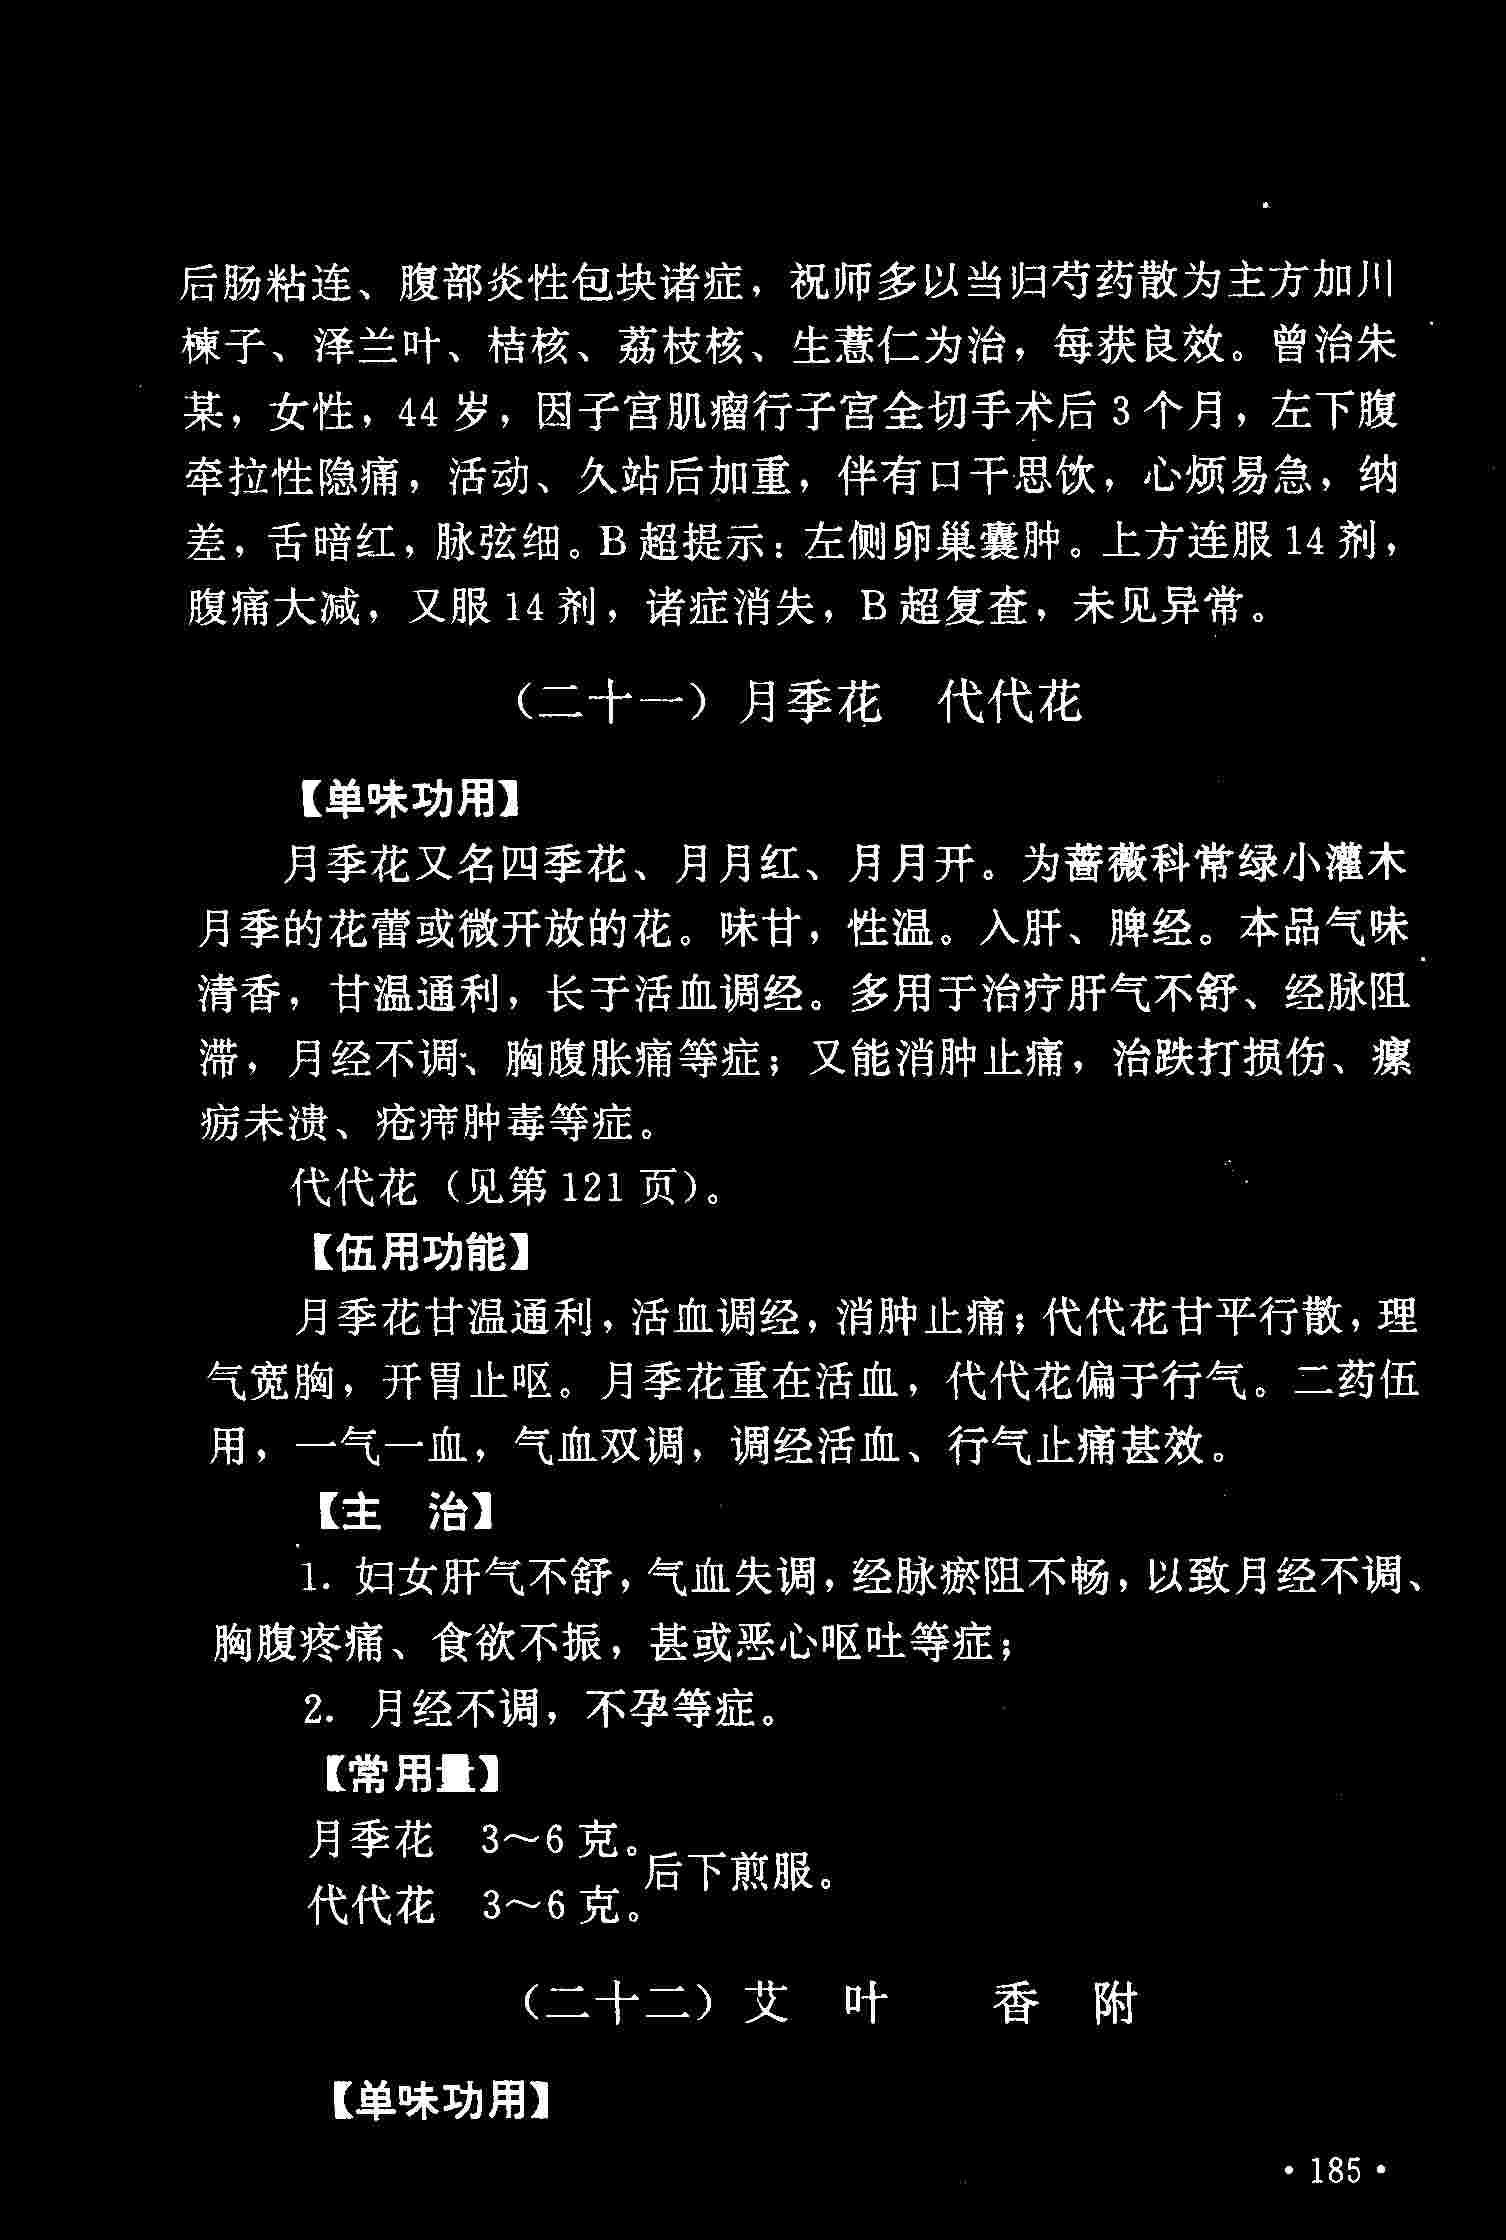 后肠粘连、腹部炎性包块诸症，祝师多以当归芍药散为主方加川
楝子、泽兰叶、桔核、荔枝核、生薏仁为治，每获良效。曾治朱
某，女性，44 岁，因子宫肌瘤行子宫全切手术后 3 个月，左下腹
牵拉性隐痛，活动、久站后加重，伴有口干思饮，心烦易急，纳
差，舌暗红，脉弦细。B 超提示：左侧卵巢囊肿。上方连服 14 剂，
腹痛大减，又服 14 剂，诸症消失，B 超复查，未见异常。
（二十一）月季花　代代花
【单味功用】
月季花又名四季花、月月红、月月开。为蔷薇科常绿小灌木
月季的花蕾或微开放的花。味甘，性温。入肝、脾经。本品气味
清香，甘温通利，长于活血调经。多用于治疗肝气不舒、经脉阻
滞，月经不调、胸腹胀痛等症；又能消肿止痛，治跌打损伤、瘰
疬未溃、疮疖肿毒等症。
代代花（见第 121 页）。
【伍用功能】
月季花甘温通利，活血调经，消肿止痛；代代花甘平行散，理
气宽胸，开胃止呕。月季花重在活血，代代花偏于行气。二药伍
用，一气一血，气血双调，调经活血、行气止痛甚效。
【主　治】
1. 妇女肝气不舒，气血失调，经脉瘀阻不畅，以致月经不调、
胸腹疼痛、食欲不振，甚或恶心呕吐等症；
2. 月经不调，不孕等症。
【常用量】
月季花　3～6 克。
后下煎服。
代代花　3～6 克。
（二十二）艾　叶　　香　附
【单味功用】
· 185 ·